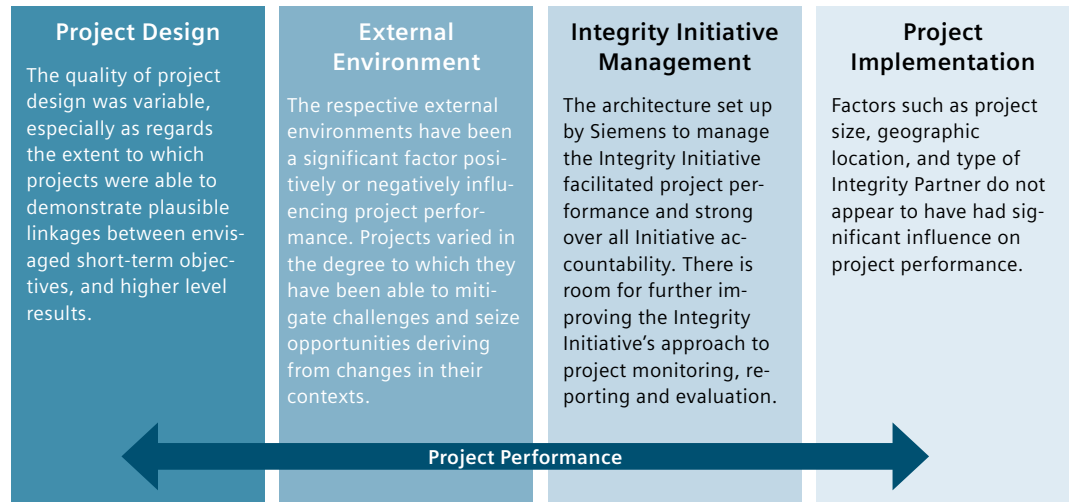 Project Design
The quality of project
design was variable,
especially as regards
the extent to which
projects were able to
demonstrate plausible
linkages between envis-
aged short-term objec-
tives, and higher level
results.
External
Environment
The respective external
environments have been
a significant factor posi-
tively or negatively influ-
encing project perfor-
mance. Projects varied in
the degree to which they
have been able to miti-
gate challenges and seize
opportunities deriving
from changes in their
contexts.
Integrity Initiative
Management
The architecture set up
by Siemens to manage
the Integrity Initiative
facilitated project per-
formance and strong
over all Initiative ac-
countability. There is
room for further im-
proving the Integrity
Initiative’s approach to
project monitoring, re-
porting and evaluation.
Project
Implementation
Factors such as project
size, geographic
location, and type of
Integrity Partner do not
appear to have had sig-
nificant influence on
project performance.
Project Performance